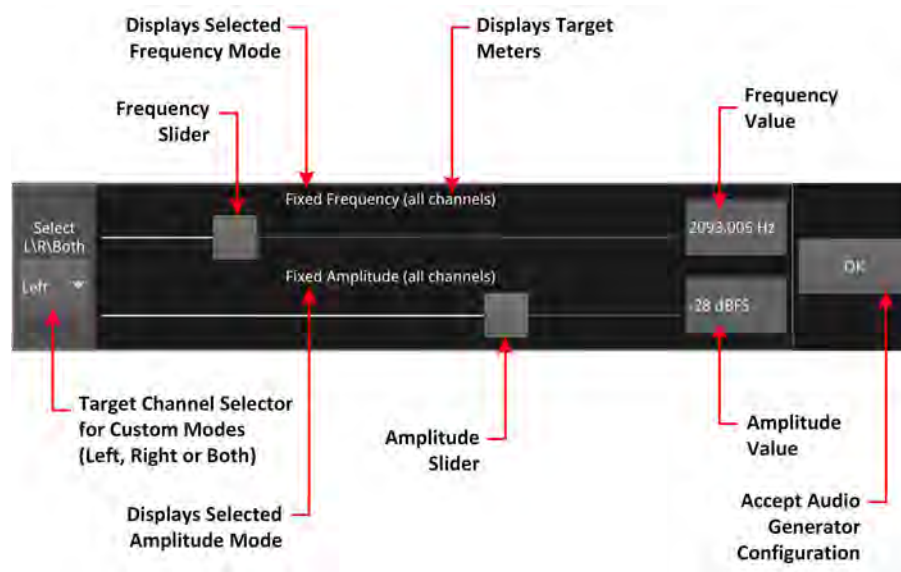 Displays Selected
Frequency Mode
Displays Target
Meters
Frequency
Slider
Frequency
Value
Fixed Frequency (all channels)
Select
L\R\Both
2093.005 Hz
Fixed Amplitude (all channels)
OK
Left
-28 dBFS
Target Channel Selector
for Custom Modes
(Left, Right or Both)
Amplitude
Slider
Amplitude
Value
Displays Selected
Amplitude Mode
Accept Audio
Generator
Configuration